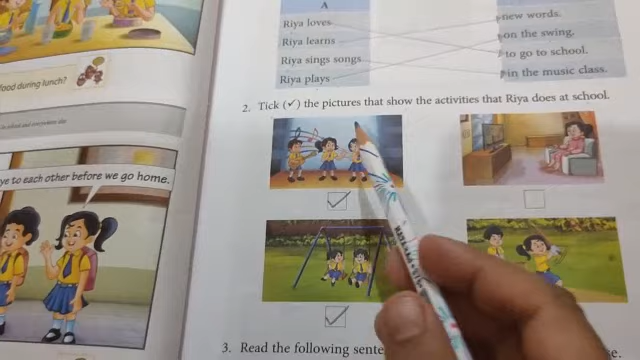 food during lunch?
ye to each other before we go home.
A
Riya loves
Riya learns
Riya sings songs
Riya plays
new words.
on the swing.
to go to school.
in the music class.
2. Tick (✓) the pictures that show the activities that Riya does at school.
3. Read the following sente
e.